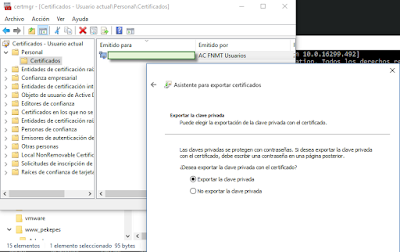 certmgr - [Certificados - Usuario actual\Personal\Certificados]
Archivo Acción Ver Ayuda
Certificados - Usuario actual
Personal
Certificados
Entidades de certificación raíz
Confianza empresarial
Entidades de certificación inte
Objeto de usuario de Active D
Editores de confianza
Certificados en los que no se
Entidades de certificación raíz
Personas de confianza
Emisores de autenticación de
Otras personas
Local NonRemovable Certific
Solicitudes de inscripción de
Raíces de confianza de tarjeta
Emitido para
Emitido por
AC FNMT Usuarios
10.0.16299.492]
ation. Todos los derechos
Asistente para exportar certificados
Exportar la clave privada
Puede elegir la exportación de la clave privada con el certificado.
Las claves privadas se protegen con contraseñas. Si desea exportar la clave privada
con el certificado, debe escribir una contraseña en una página posterior.
¿Desea exportar la clave privada con el certificado?
Exportar la clave privada
No exportar la clave privada
vmware
www_pekepes
15 elementos 1 elemento seleccionado 95 bytes